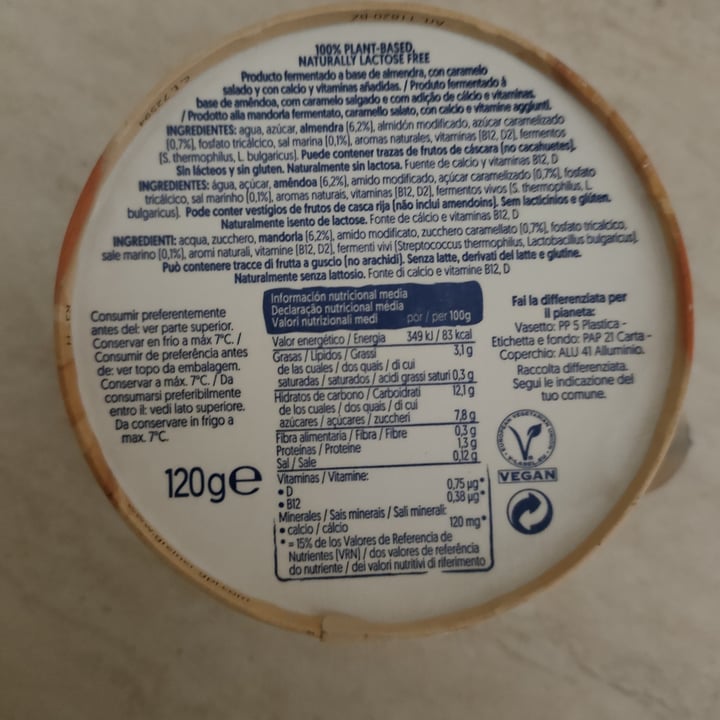 100% PLANT-BASED,
NATURALLY LACTOSE FREE
Producto fermentado a base de almendra, con caramelo
salado y con calcio y vitaminas añadidas. / Produto fermentado à
base de amêndoa, com caramelo salgado e com adição de cálcio e vitaminas.
/ Prodotto alla mandorla fermentato, caramello salato, con calcio e vitamine aggiunti.
INGREDIENTES: agua, azúcar, almendra (6,2%), almidón modificado, azúcar caramelizado
(0,7%), fosfato tricálcico, sal marina (0,1%), aromas naturales, vitaminas (B12, D2), fermentos
(S. thermophilus, L. bulgaricus). Puede contener trazas de frutos de cáscara (no cacahuetes).
Sin lácteos y sin gluten. Naturalmente sin lactosa. Fuente de calcio y vitaminas B12, D
INGREDIENTES: água, açúcar, amêndoa (6,2%), amido modificado, açúcar caramelizado (0,7%), fosfato
tricálcico, sal marinho (0,1%), aromas naturais, vitaminas (B12, D2), fermentos vivos (S. thermophilus, L.
bulgaricus). Pode conter vestígios de frutos de casca rija (não inclui amendoins). Sem lacticínios e glúten.
Naturalmente isento de lactose. Fonte de cálcio e vitaminas B12, D
INGREDIENTI: acqua, zucchero, mandorla (6,2%), amido modificato, zucchero caramellato (0,7%), fosfato tricalcico,
sale marino (0,1%), aromi naturali, vitamine (B12, D2), fermenti vivi (Streptococcus thermophilus, Lactobacillus bulgaricus).
Può contenere tracce di frutta a guscio (no arachidi). Senza latte, derivati del latte e glutine.
Naturalmente senza lattosio. Fonte di calcio e vitamine B12, D
Consumir preferentemente
antes del: ver parte superior.
Conservar en frío a máx 7°C. /
Consumir de preferência antes
de: ver topo da embalagem.
Conservar a máx. 7°C. / Da
consumarsi preferibilmente
entro il: vedi lato superiore.
Da conservare in frigo a
max. 7°C.
120g℮
Información nutricional media
Declaração nutricional média
Valori nutrizionali medi por / per 100g
Valor energético / Energia 349 kJ / 83 kcal
Grasas / Lípidos / Grassi 3,1 g
de las cuales / dos quais / di cui
saturadas / saturados / acidi grassi saturi 0,3 g
Hidratos de carbono / Carboidrati 12,1 g
de los cuales / dos quais / di cui
azúcares / açúcares / zuccheri 7,8 g
Fibra alimentaria / Fibra / Fibre 0,3 g
Proteínas / Proteine 1,3 g
Sal / Sale 0,12 g
Vitaminas / Vitamine:
• D 0,75 µg*
• B12 0,38 µg*
Minerales / Sais minerais / Sali minerali:
• calcio / cálcio 120 mg*
* = 15% de los Valores de Referencia de
Nutrientes (VRN) / dos valores de referência
do nutriente / dei valori nutritivi di riferimento
Fai la differenziata per
il pianeta:
Vasetto: PP 5 Plastica -
Etichetta e fondo: PAP 21 Carta -
Coperchio: ALU 41 Alluminio.
Raccolta differenziata.
Segui le indicazione del
tuo comune.
EUROPEAN VEGETARIAN UNION
V-LABEL.EU
VEGAN